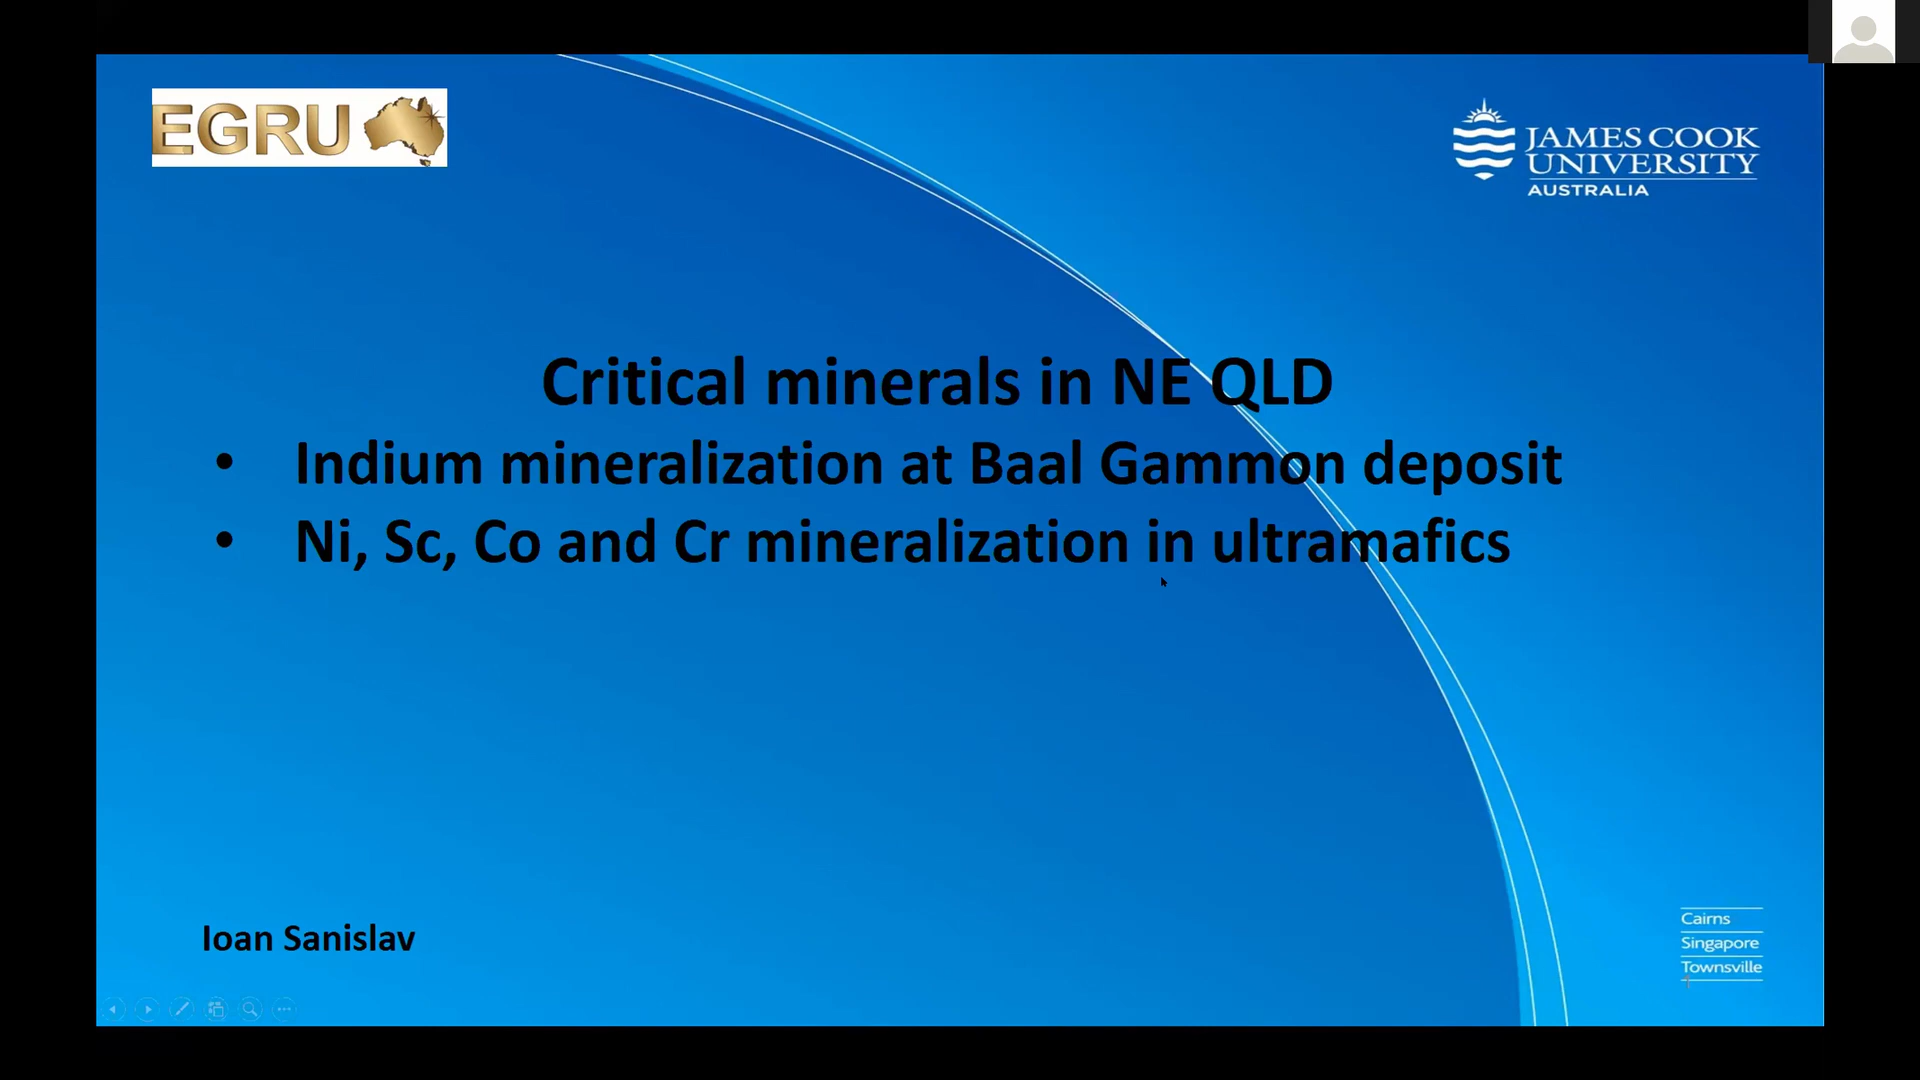 EGRU
JAMES COOK
UNIVERSITY
AUSTRALIA
Critical minerals in NE QLD
• Indium mineralization at Baal Gammon deposit
• Ni, Sc, Co and Cr mineralization in ultramafics
Ioan Sanislav
Cairns
Singapore
Townsville
1